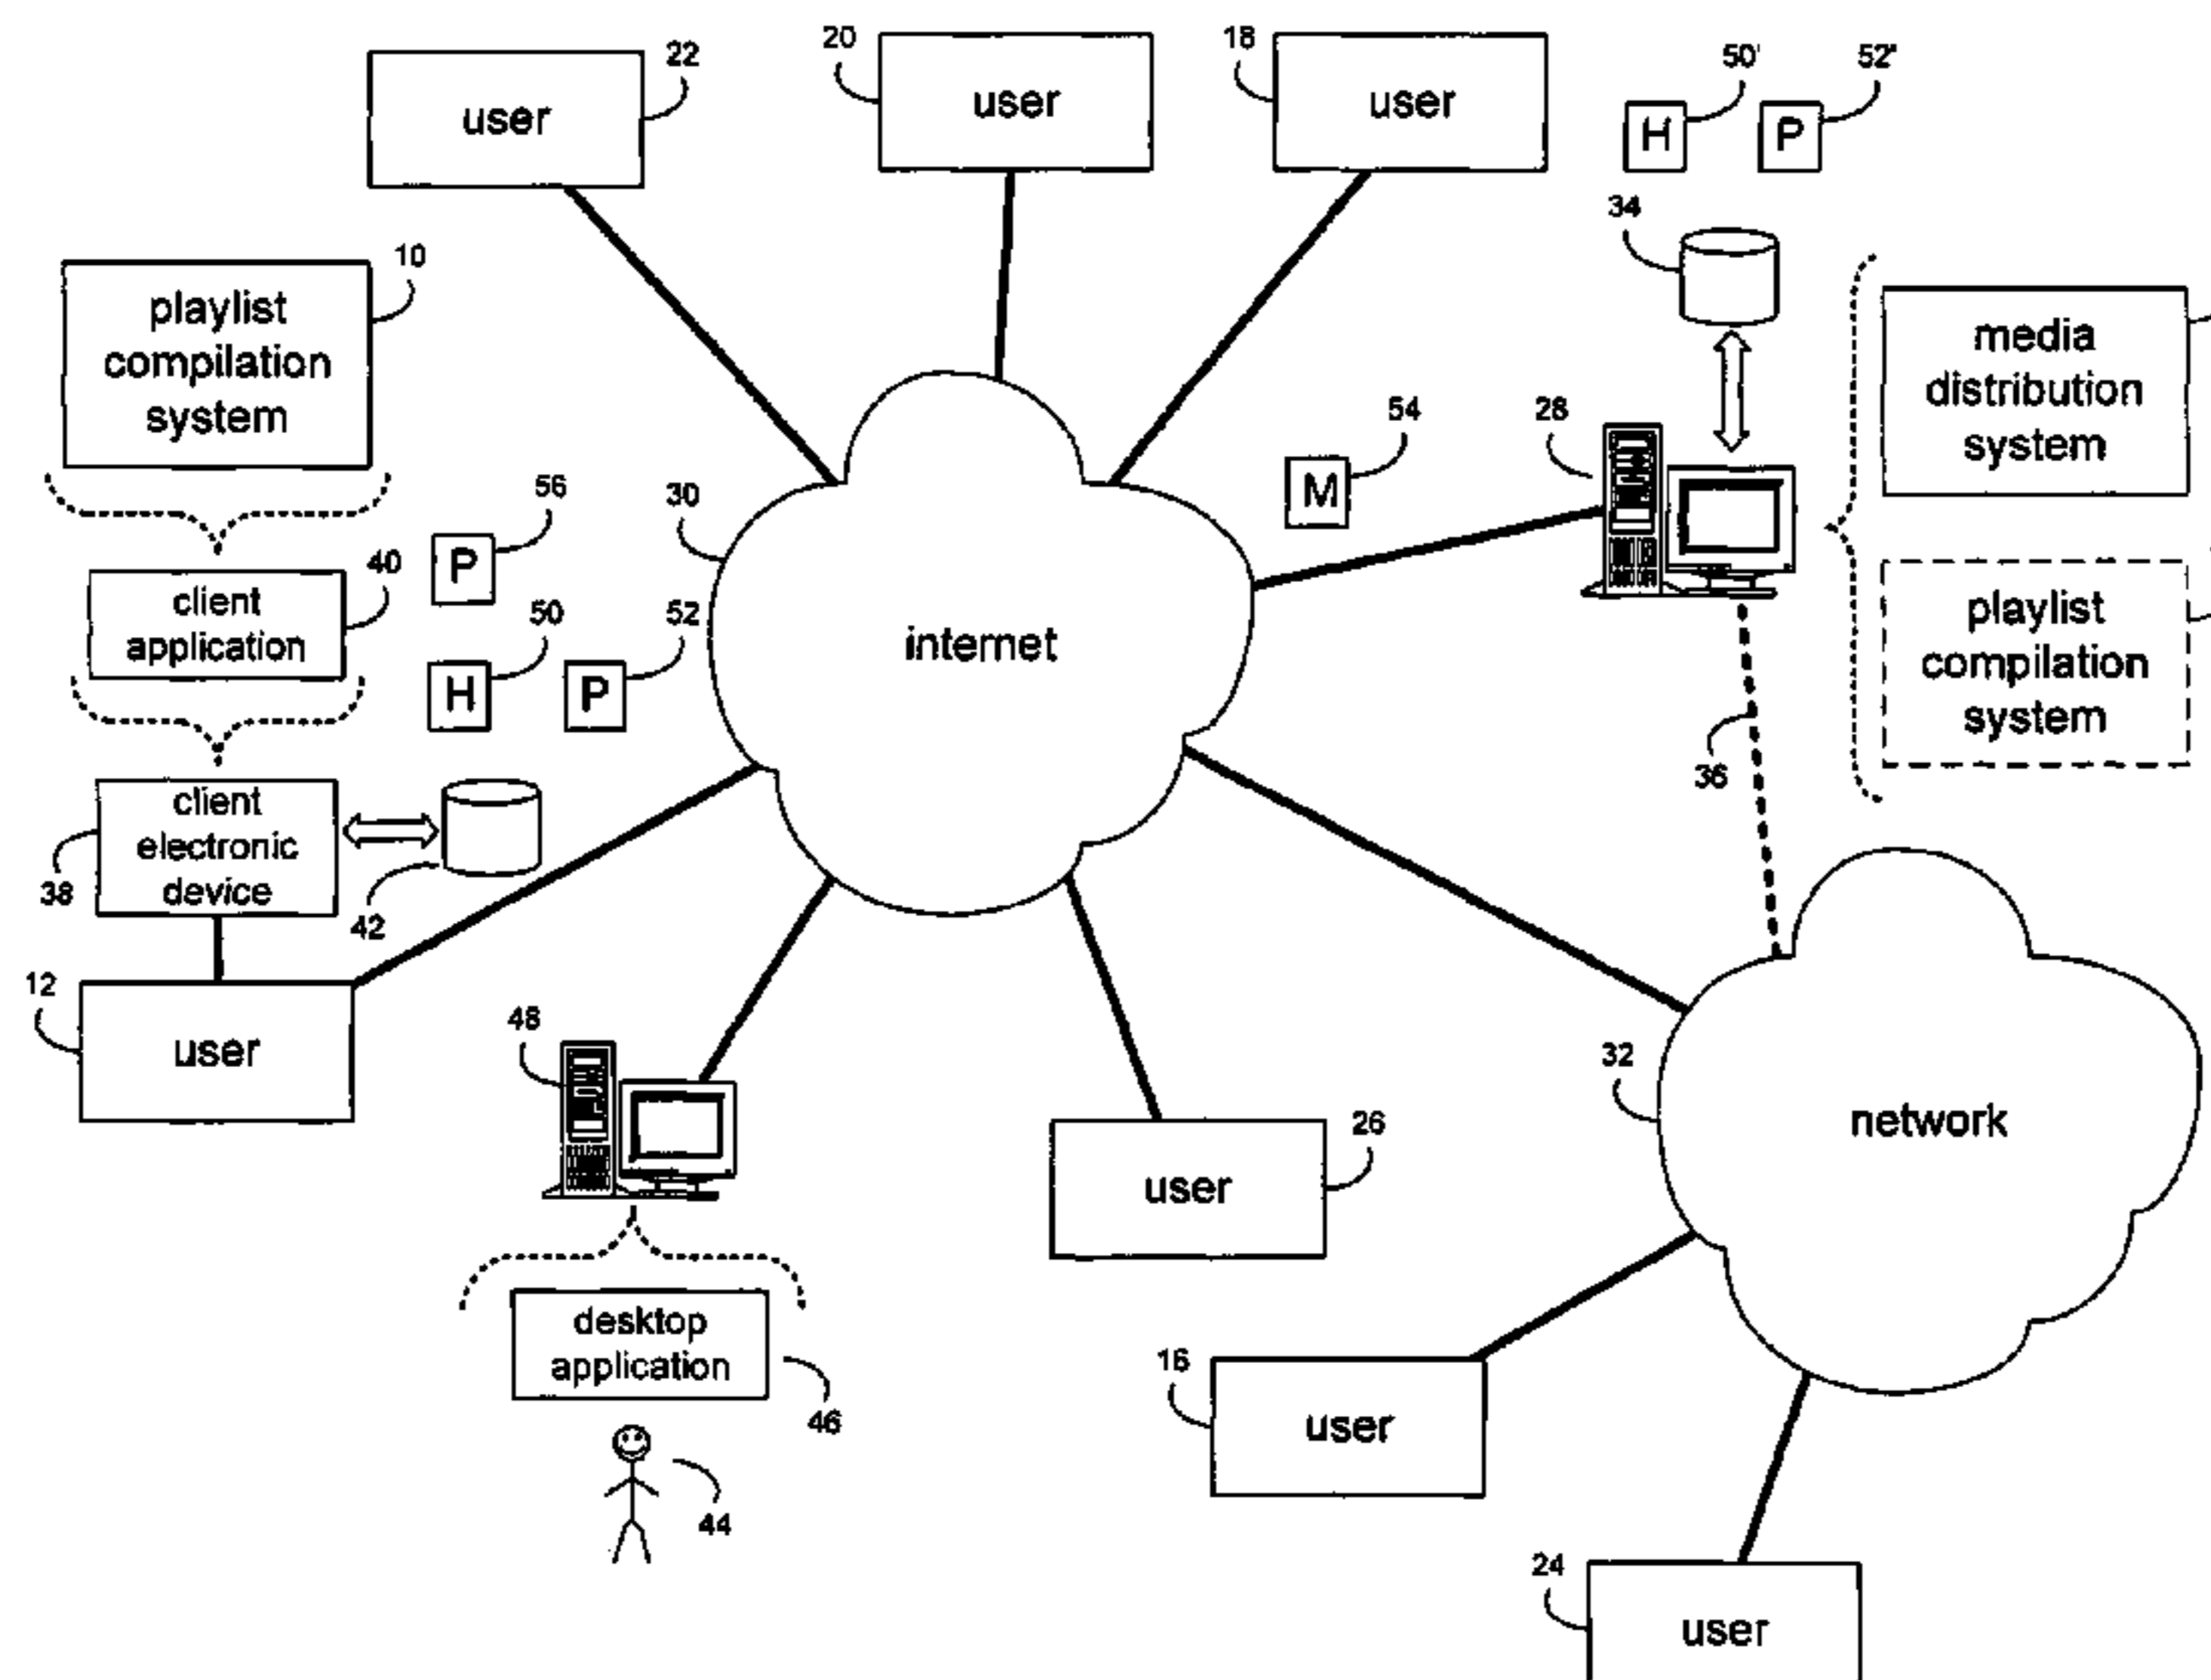 22
user
20
user
18
user
50'
52'
H
P
34
10
playlist
compilation
system
media
distribution
system
54
28
M
56
30
P
40
client
application
50
52
H
P
internet
playlist
compilation
system
36
client
electronic
device
38
42
12
user
48
32
network
26
user
desktop
application
46
16
user
44
24
user